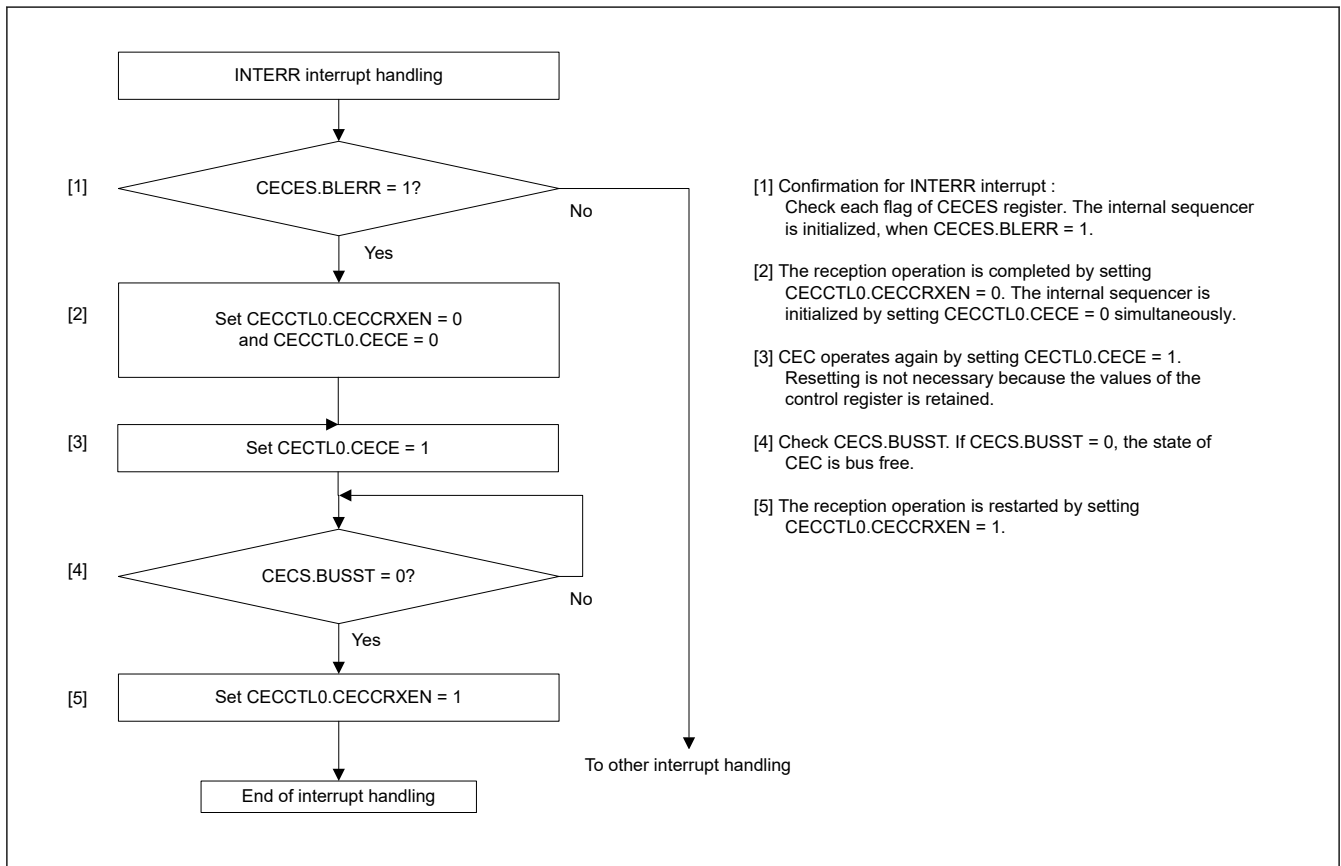 INTERR interrupt handling
[1]
CECES.BLERR = 1?
No
Yes
[2]
Set CECCTL0.CECCRXEN = 0
and CECCTL0.CECE = 0
[3]
Set CECTL0.CECE = 1
[4]
CECS.BUSST = 0?
No
Yes
[5]
Set CECCTL0.CECCRXEN = 1
To other interrupt handling
End of interrupt handling
[1] Confirmation for INTERR interrupt :
Check each flag of CECES register. The internal sequencer
is initialized, when CECES.BLERR = 1.
[2] The reception operation is completed by setting
CECCTL0.CECCRXEN = 0. The internal sequencer is
initialized by setting CECCTL0.CECE = 0 simultaneously.
[3] CEC operates again by setting CECTL0.CECE = 1.
Resetting is not necessary because the values of the
control register is retained.
[4] Check CECS.BUSST. If CECS.BUSST = 0, the state of
CEC is bus free.
[5] The reception operation is restarted by setting
CECCTL0.CECCRXEN = 1.